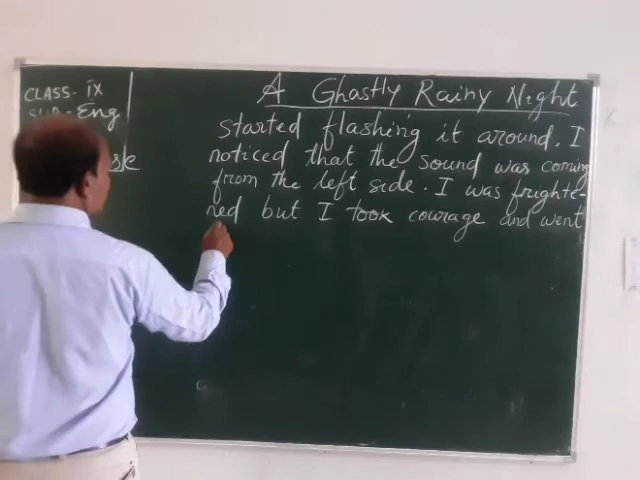 CLASS- IX
SUB- Eng
A Ghastly Rainy Night
started flashing it around. I
noticed that the sound was coming
from the left side. I was frighte-
ned but I took courage and went